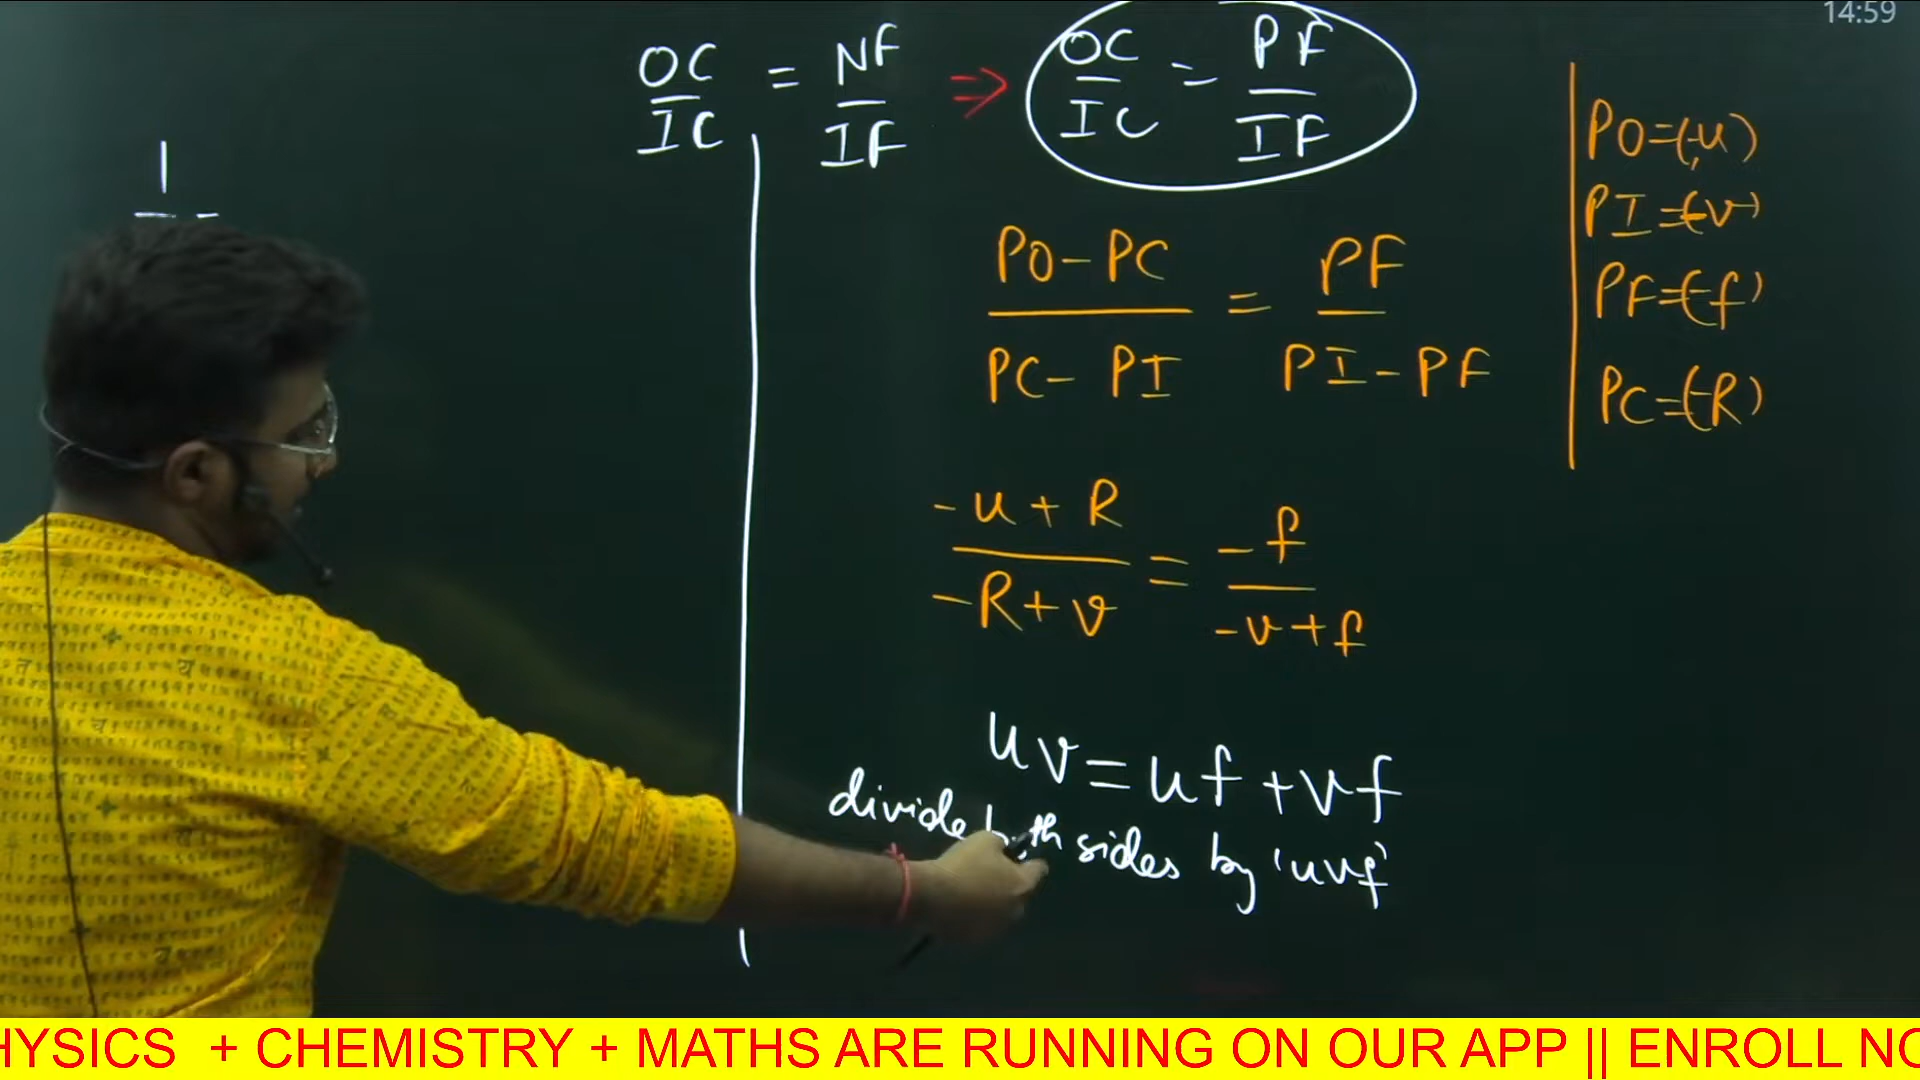 14:59
OC/IC = NF/IF ⇒ OC/IC = PF/IF
1
PO-PC/PC-PI = PF/PI-PF
-u+R/-R+v = -f/-v+f
uv = uf + vf
divide both sides by 'uvf'
PO=(-u)
PI=(-v)
PF=(-f)
PC=(-R)
HYSICS + CHEMISTRY + MATHS ARE RUNNING ON OUR APP || ENROLL NO